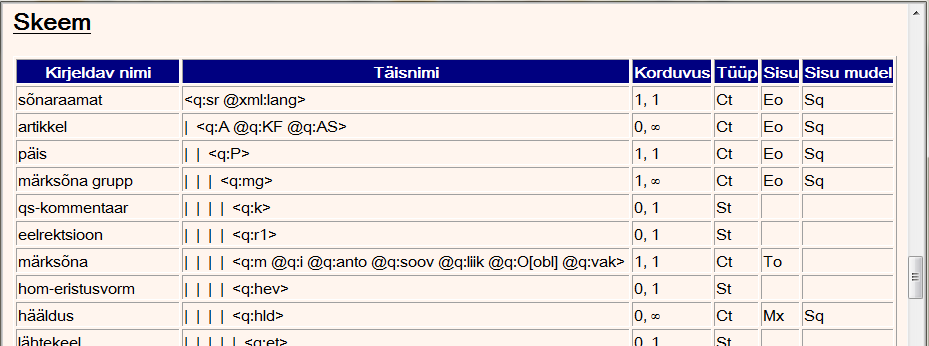 Skeem
Kirjeldav nimi Täisnimi Korduvus Tüüp Sisu Sisu mudel
sõnaraamat <q:sr @xml:lang> 1, 1 Ct Eo Sq
artikkel | <q:A @q:KF @q:AS> 0, ∞ Ct Eo Sq
päis | | <q:P> 1, 1 Ct Eo Sq
märksõna grupp | | | <q:mg> 1, ∞ Ct Eo Sq
qs-kommentaar | | | | <q:k> 0, 1 St
eelrektsioon | | | | <q:r1> 0, 1 St
märksõna | | | | <q:m @q:i @q:anto @q:soov @q:liik @q:O[obl] @q:vak> 1, 1 Ct To
hom-eristusvorm | | | | <q:hev> 0, 1 St
hääldus | | | | <q:hld> 0, ∞ Ct Mx Sq
lähtekeel | | | | | <q:et> 0, 1 St